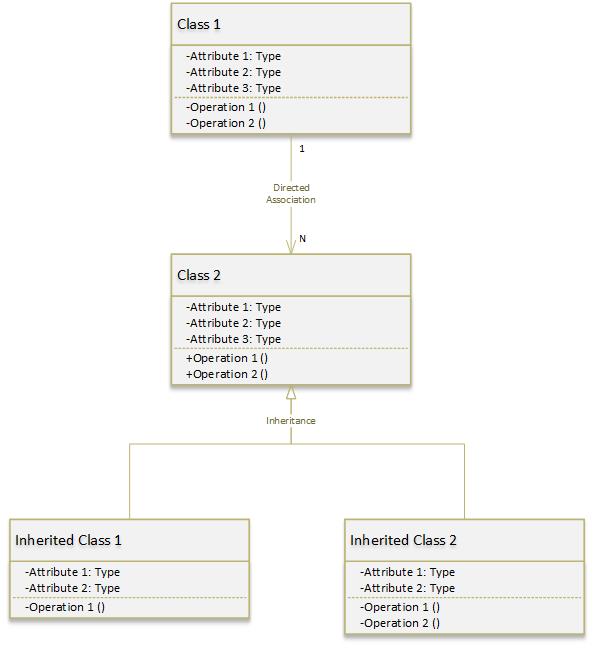 Class 1
-Attribute 1: Type
-Attribute 2: Type
-Attribute 3: Type
-Operation 1 ()
-Operation 2 ()
1
Directed
Association
N
Class 2
-Attribute 1: Type
-Attribute 2: Type
-Attribute 3: Type
+Operation 1 ()
+Operation 2 ()
Inheritance
Inherited Class 1
-Attribute 1: Type
-Attribute 2: Type
-Operation 1 ()
Inherited Class 2
-Attribute 1: Type
-Attribute 2: Type
-Operation 1 ()
-Operation 2 ()